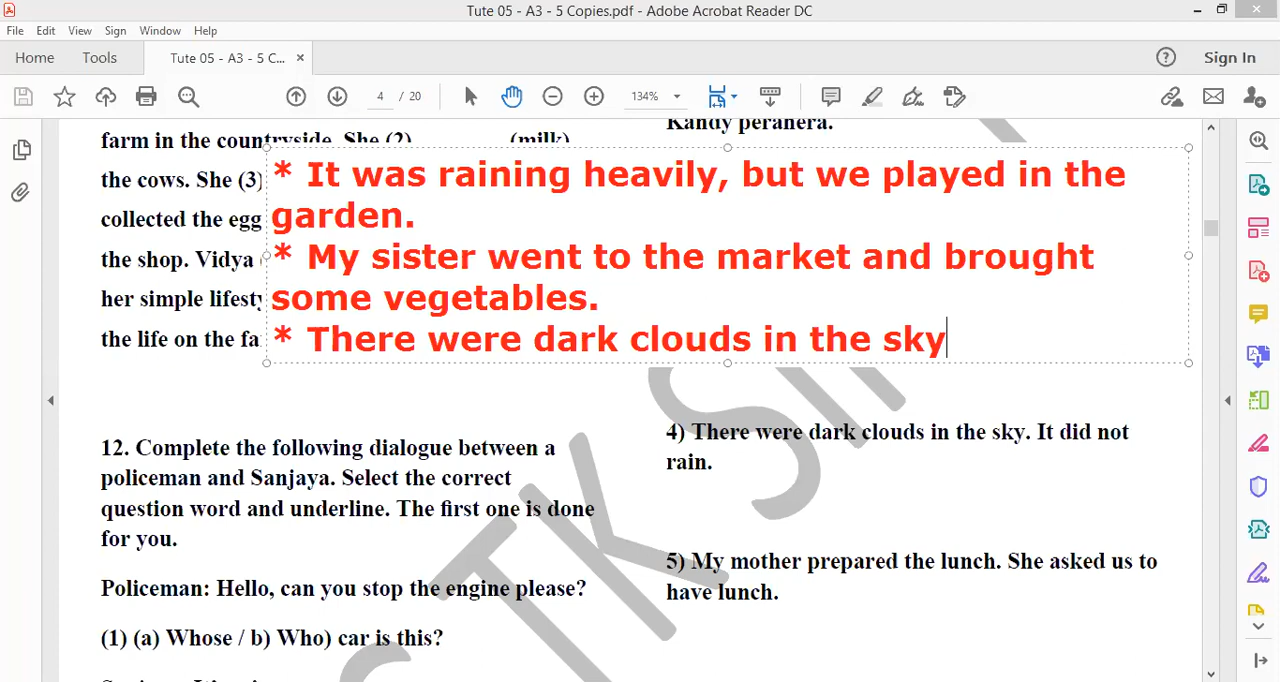 Tute 05 - A3 - 5 Copies.pdf - Adobe Acrobat Reader DC
File Edit View Sign Window Help
Home Tools Tute 05 - A3 - 5 C... × Sign In
4 / 20 134%
farm in the countryside. She (2) (milk)
the cows. She (3)
collected the egg
the shop. Vidya
her simple lifesty
the life on the fa
Kandy perahera.
* It was raining heavily, but we played in the
garden.
* My sister went to the market and brought
some vegetables.
* There were dark clouds in the sky
12. Complete the following dialogue between a
policeman and Sanjaya. Select the correct
question word and underline. The first one is done
for you.
Policeman: Hello, can you stop the engine please?
(1) (a) Whose / b) Who) car is this?
4) There were dark clouds in the sky. It did not
rain.
5) My mother prepared the lunch. She asked us to
have lunch.